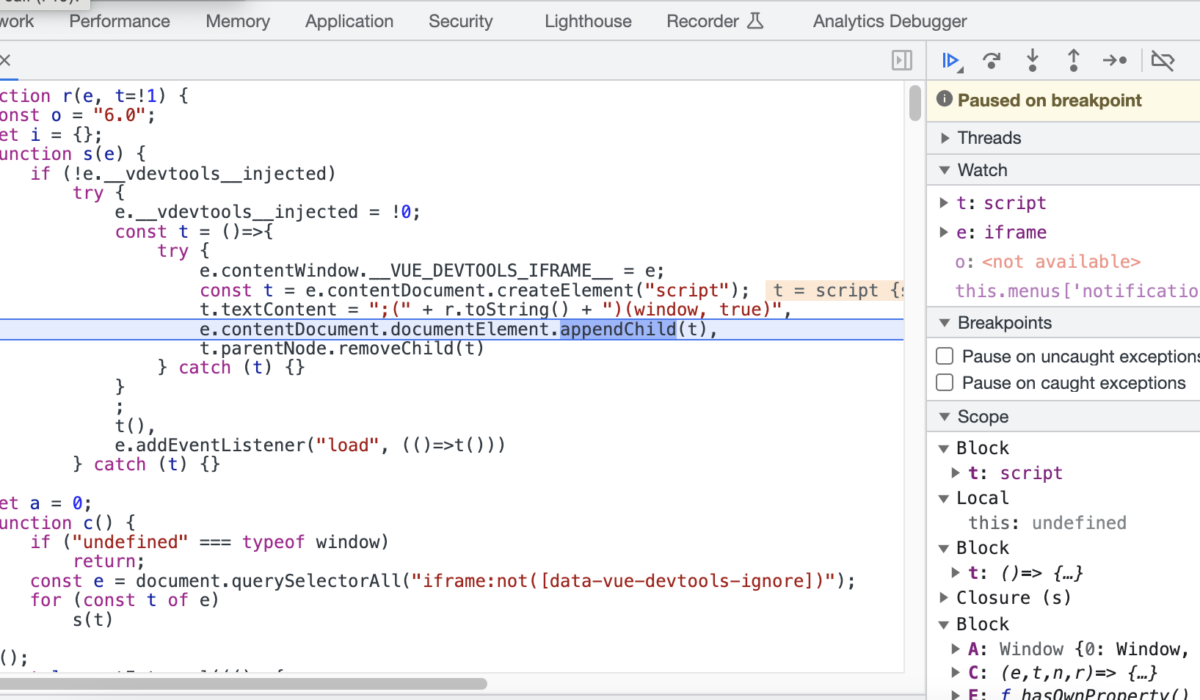 work Performance Memory Application Security Lighthouse Recorder Analytics Debugger
ction r(e, t=!1) {
onst o = "6.0";
et i = {};
unction s(e) {
if (!e.__vdevtools__injected)
try {
e.__vdevtools__injected = !0;
const t = ()=>{
try {
e.contentWindow.__VUE_DEVTOOLS_IFRAME__ = e;
const t = e.contentDocument.createElement("script"); t = script {s
t.textContent = ";(" + r.toString() + ")(window, true)",
e.contentDocument.documentElement.appendChild(t),
t.parentNode.removeChild(t)
} catch (t) {}
}
;
t(),
e.addEventListener("load", (()=>t()))
} catch (t) {}
et a = 0;
unction c() {
if ("undefined" === typeof window)
return;
const e = document.querySelectorAll("iframe:not([data-vue-devtools-ignore])");
for (const t of e)
s(t)
();
Paused on breakpoint
Threads
Watch
t: script
e: iframe
o: <not available>
this.menus['notificatio
Breakpoints
Pause on uncaught exceptions
Pause on caught exceptions
Scope
Block
t: script
Local
this: undefined
Block
t: ()=> {…}
Closure (s)
Block
A: Window {0: Window,
C: (e,t,n,r)=> {…}
E: f hasOwnProperty()